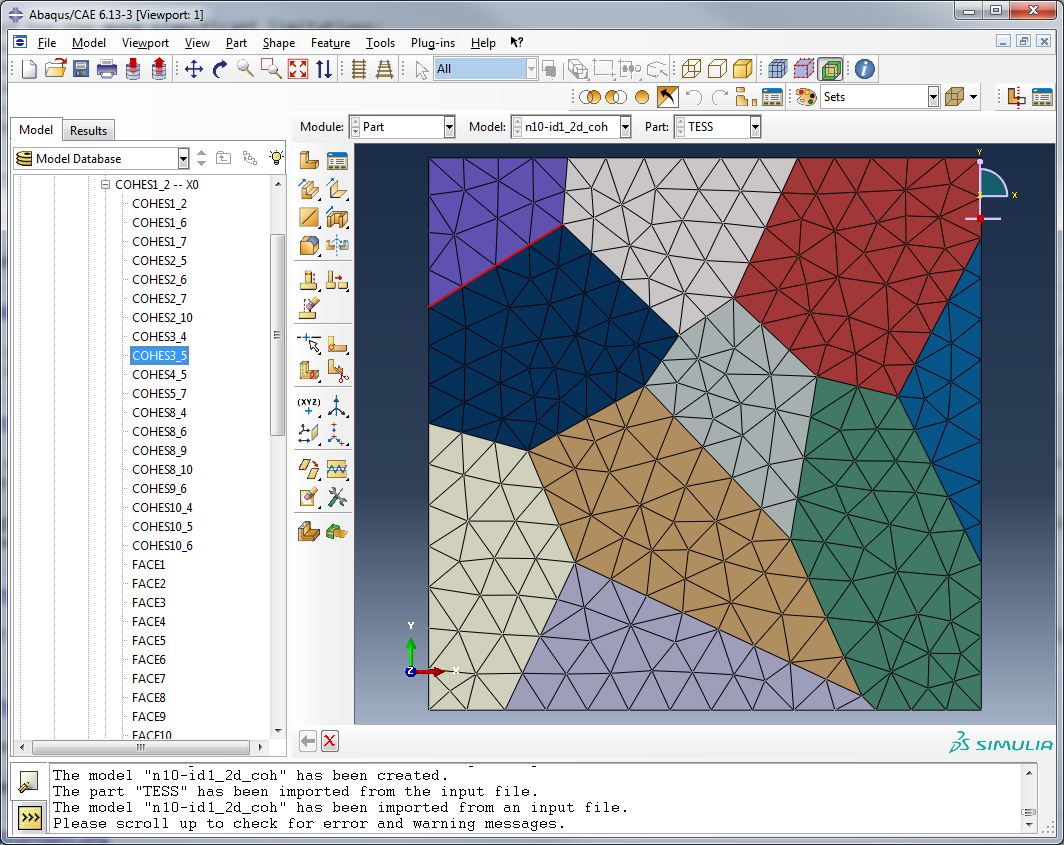 Abaqus/CAE 6.13-3 [Viewport: 1]
File Model Viewport View Part Shape Feature Tools Plug-ins Help
All
Sets
Model Results
Module: Part Model: n10-id1_2d_coh Part: TESS
Model Database
COHES1_2 -- X0
COHES1_2
COHES1_6
COHES1_7
COHES2_5
COHES2_6
COHES2_7
COHES2_10
COHES3_4
COHES3_5
COHES4_5
COHES5_7
COHES8_4
COHES8_6
COHES8_9
COHES8_10
COHES9_6
COHES10_4
COHES10_5
COHES10_6
FACE1
FACE2
FACE3
FACE4
FACE5
FACE6
FACE7
FACE8
FACE9
FACE10
(XYZ)
Y
X
Y
Z
X
SIMULIA
The model "n10-id1_2d_coh" has been created.
The part "TESS" has been imported from the input file.
The model "n10-id1_2d_coh" has been imported from an input file.
Please scroll up to check for error and warning messages.
>>>